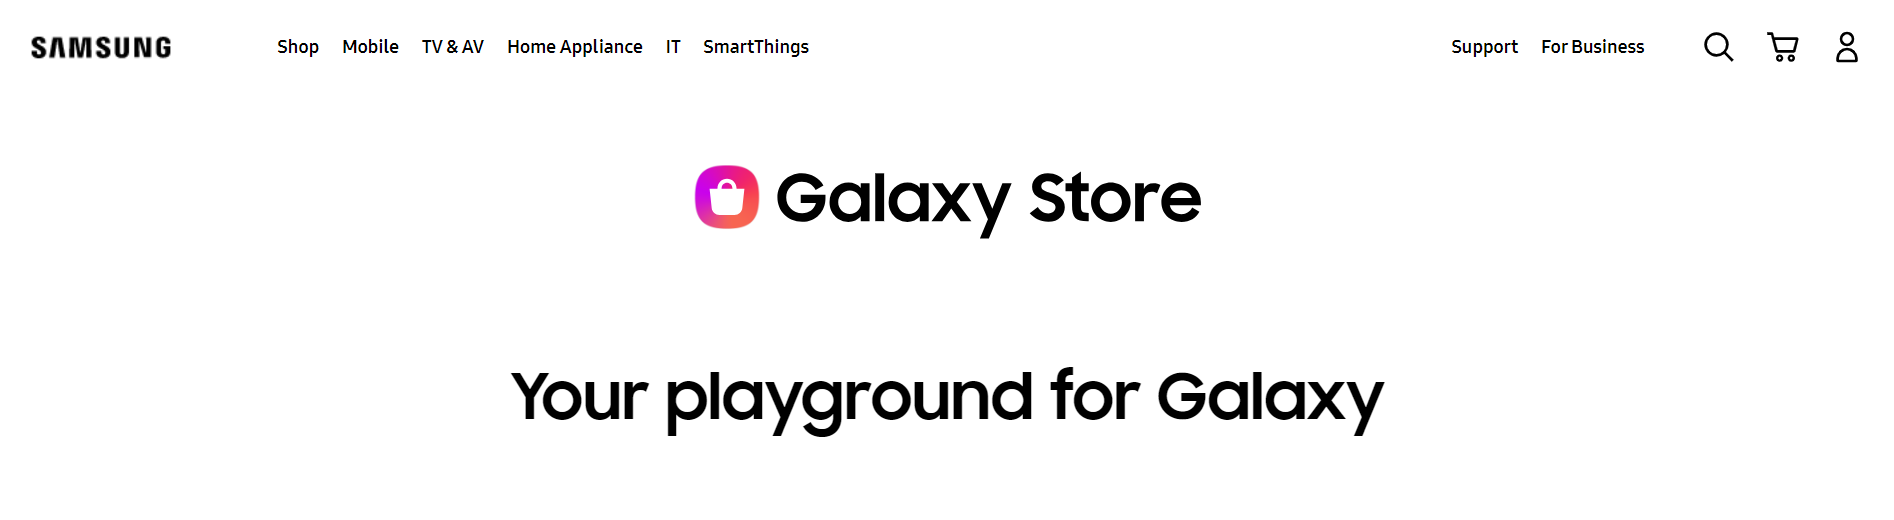 SAMSUNG Shop Mobile TV & AV Home Appliance IT SmartThings Support For Business
Galaxy Store
Your playground for Galaxy